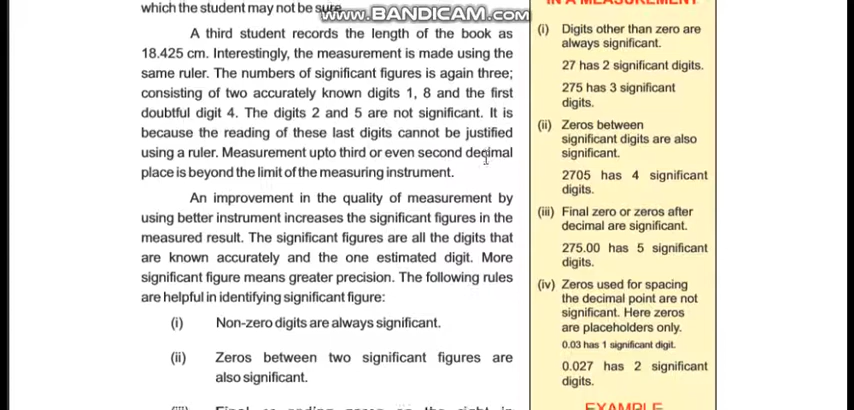 which the student may not be sure.
www.BANDICAM.com
A third student records the length of the book as
18.425 cm. Interestingly, the measurement is made using the
same ruler. The numbers of significant figures is again three;
consisting of two accurately known digits 1, 8 and the first
doubtful digit 4. The digits 2 and 5 are not significant. It is
because the reading of these last digits cannot be justified
using a ruler. Measurement upto third or even second decimal
place is beyond the limit of the measuring instrument.
An improvement in the quality of measurement by
using better instrument increases the significant figures in the
measured result. The significant figures are all the digits that
are known accurately and the one estimated digit. More
significant figure means greater precision. The following rules
are helpful in identifying significant figure:
(i) Non-zero digits are always significant.
(ii) Zeros between two significant figures are
also significant.
IN A MEASUREMENT
(i) Digits other than zero are
always significant.
27 has 2 significant digits.
275 has 3 significant
digits.
(ii) Zeros between
significant digits are also
significant.
2705 has 4 significant
digits.
(iii) Final zero or zeros after
decimal are significant.
275.00 has 5 significant
digits.
(iv) Zeros used for spacing
the decimal point are not
significant. Here zeros
are placeholders only.
0.03 has 1 significant digit.
0.027 has 2 significant
digits.
EXAMPLE